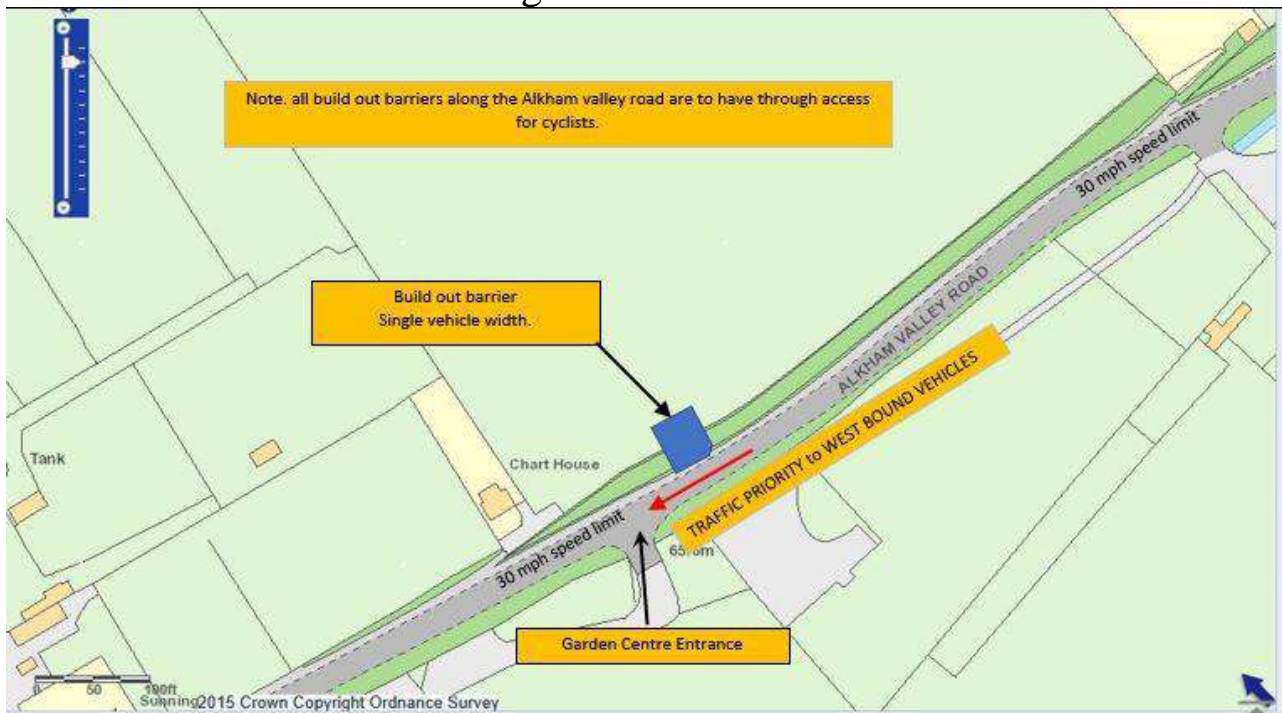 Note. all build out barriers along the Alkham valley road are to have through access
for cyclists.
30 mph speed limit
Build out barrier
Single vehicle width.
ALKHAM VALLEY ROAD
TRAFFIC PRIORITY to WEST BOUND VEHICLES
Tank
Chart House
30 mph speed limit
Garden Centre Entrance
0 50 100ft
2015 Crown Copyright Ordnance Survey